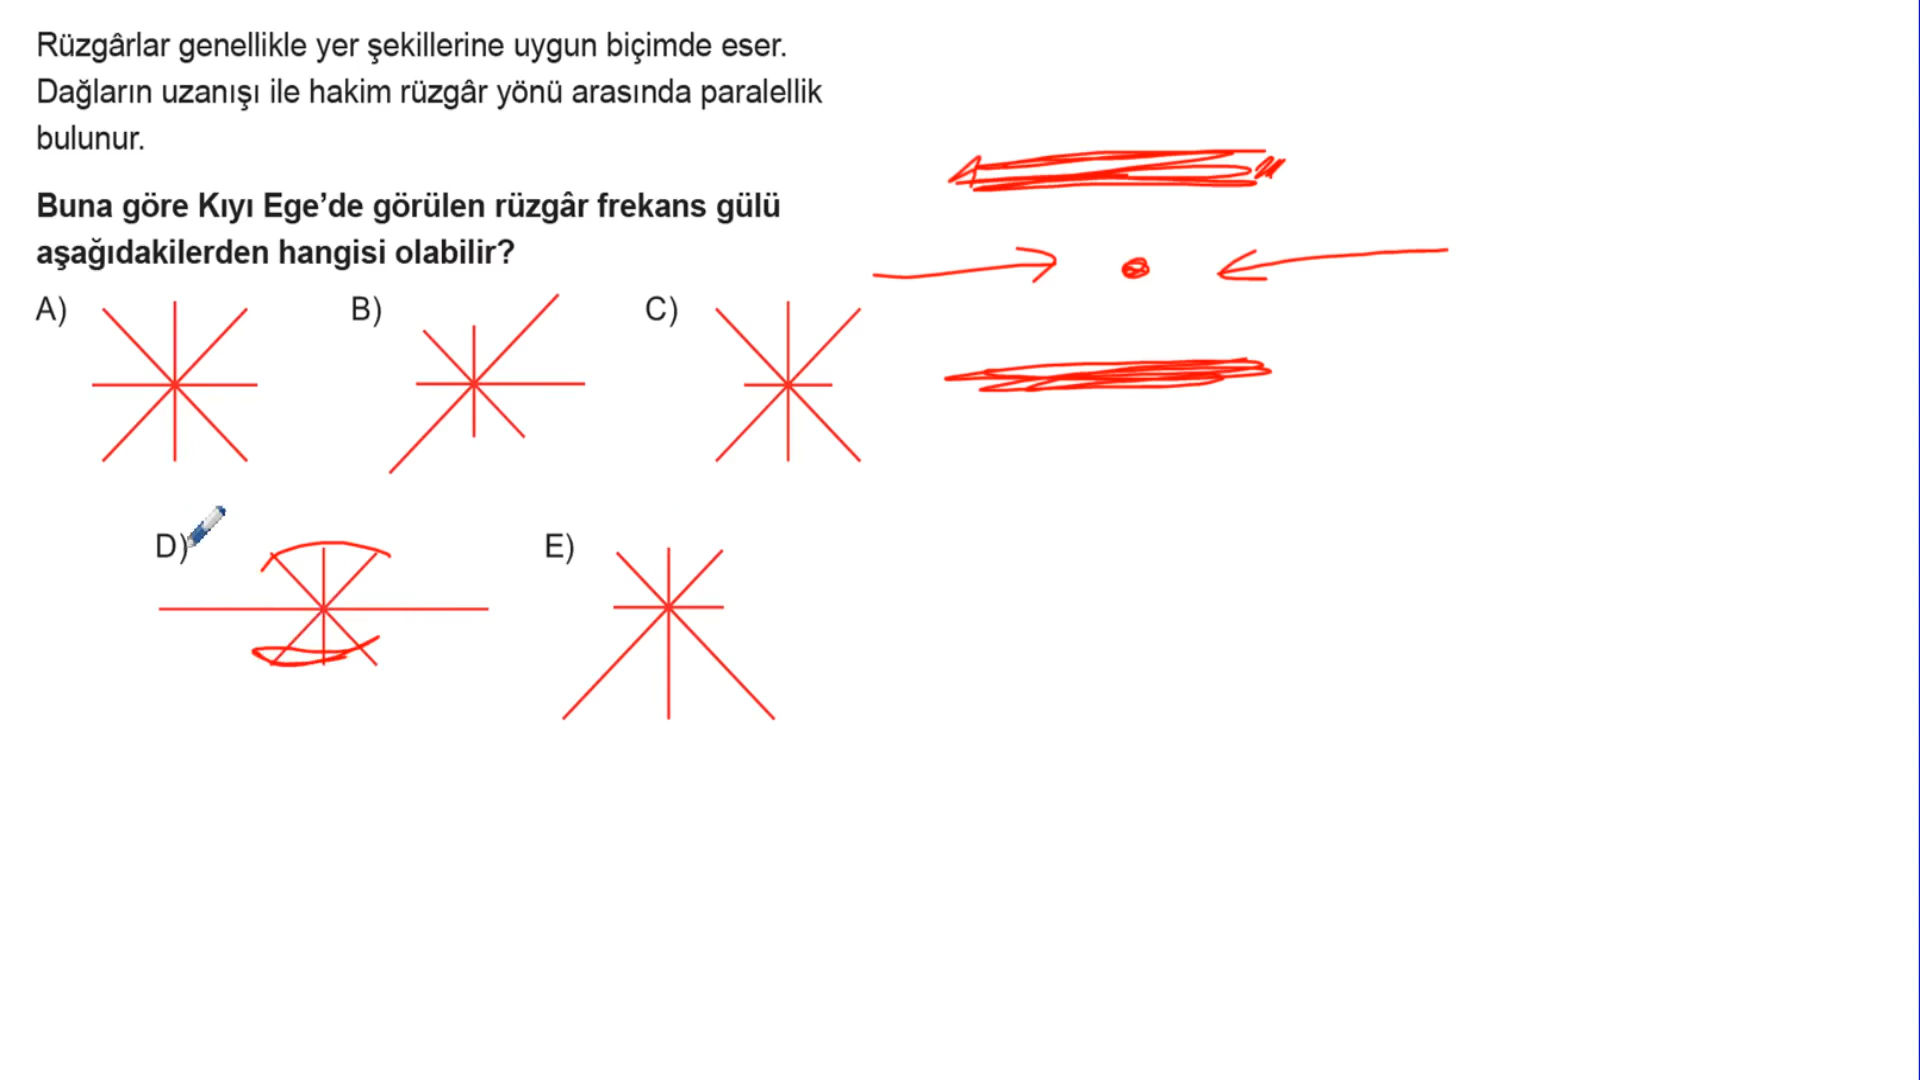 Rüzgârlar genellikle yer şekillerine uygun biçimde eser.
Dağların uzanışı ile hakim rüzgâr yönü arasında paralellik
bulunur.
Buna göre Kıyı Ege’de görülen rüzgâr frekans gülü
aşağıdakilerden hangisi olabilir?
A) B) C)
D) E)